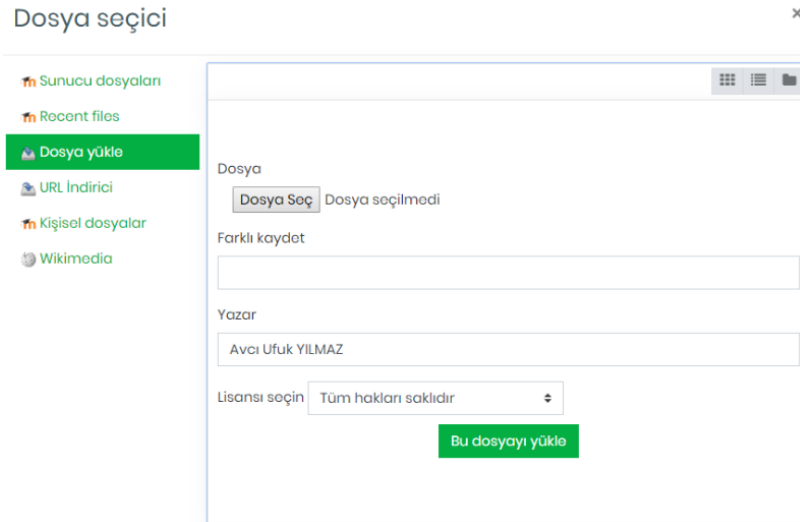 Dosya seçici
Sunucu dosyaları
Recent files
Dosya yükle
URL İndirici
Kişisel dosyalar
Wikimedia
Dosya
Dosya Seç Dosya seçilmedi
Farklı kaydet
Yazar
Avcı Ufuk YILMAZ
Lisansı seçin Tüm hakları saklıdır
Bu dosyayı yükle